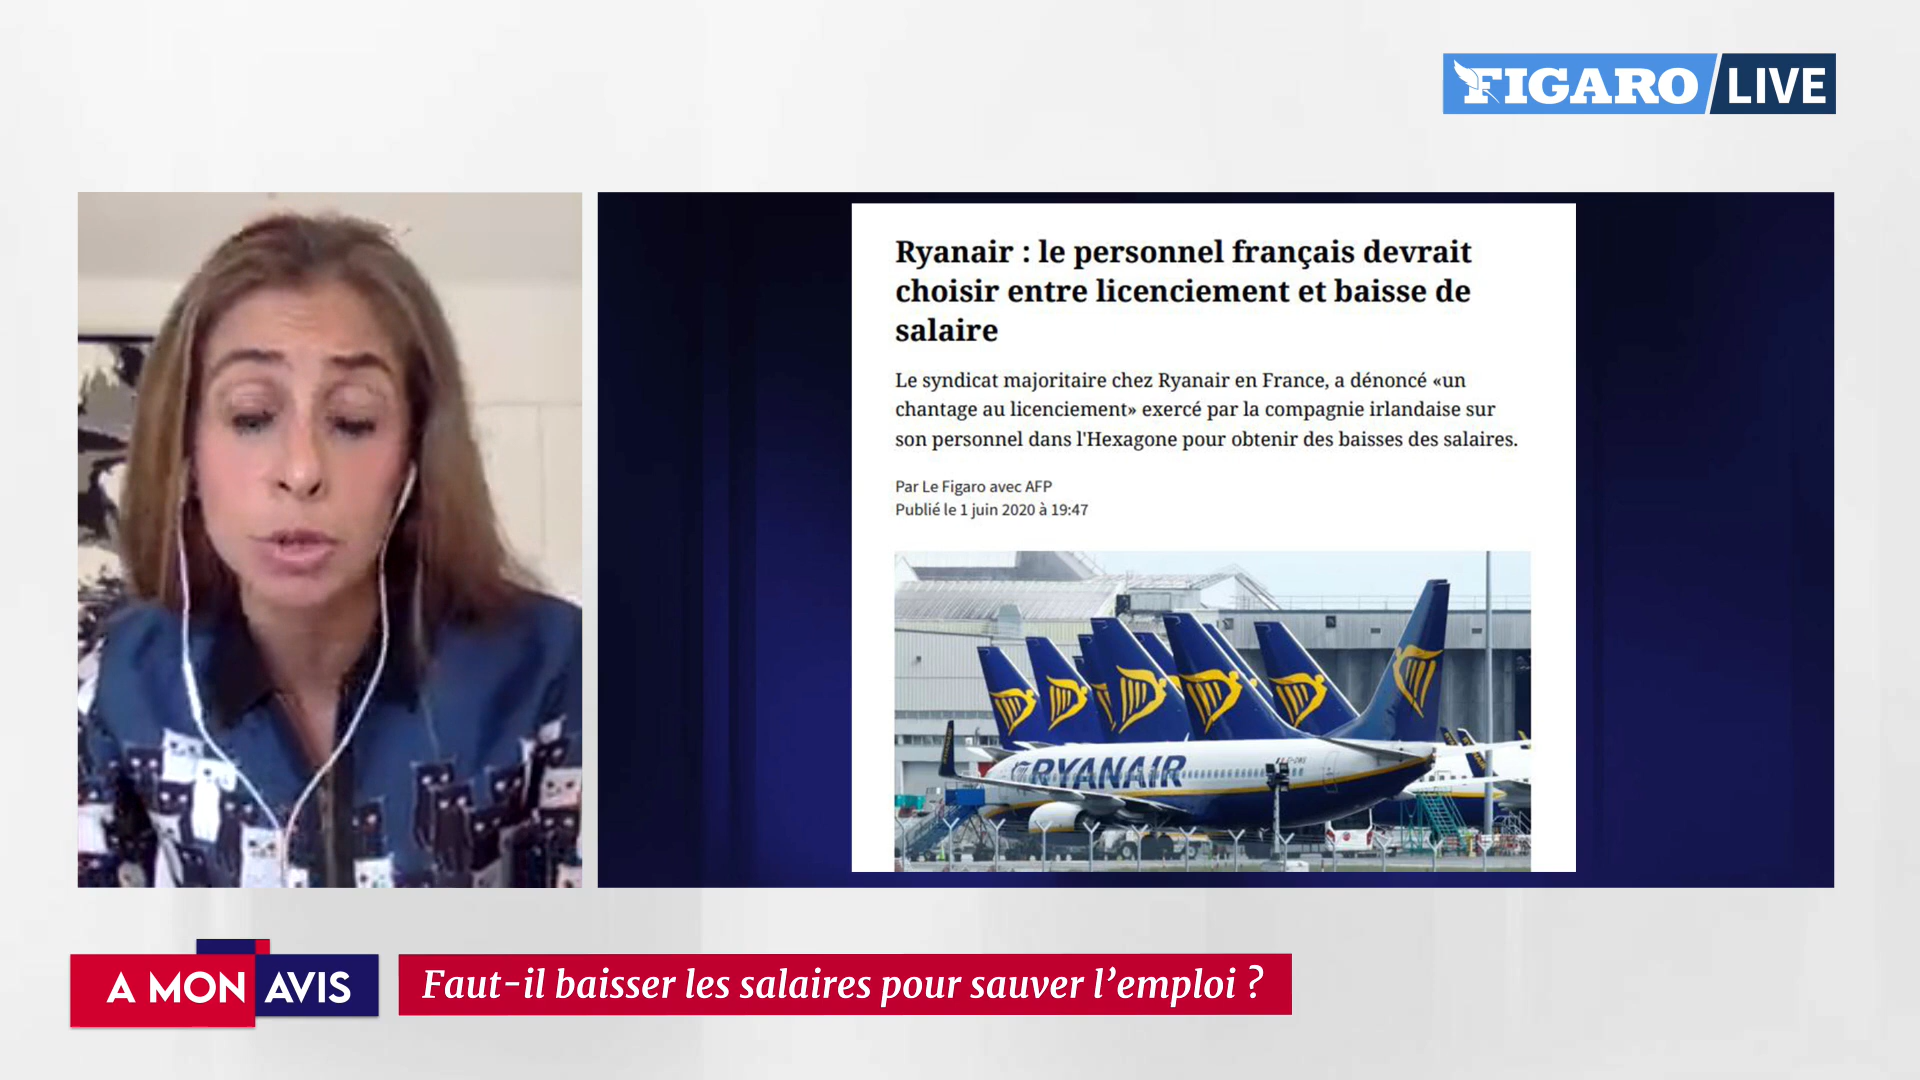 FIGARO LIVE
Ryanair : le personnel français devrait
choisir entre licenciement et baisse de
salaire
Le syndicat majoritaire chez Ryanair en France, a dénoncé «un
chantage au licenciement» exercé par la compagnie irlandaise sur
son personnel dans l'Hexagone pour obtenir des baisses des salaires.
Par Le Figaro avec AFP
Publié le 1 juin 2020 à 19:47
RYANAIR
A MON AVIS
Faut-il baisser les salaires pour sauver l’emploi ?